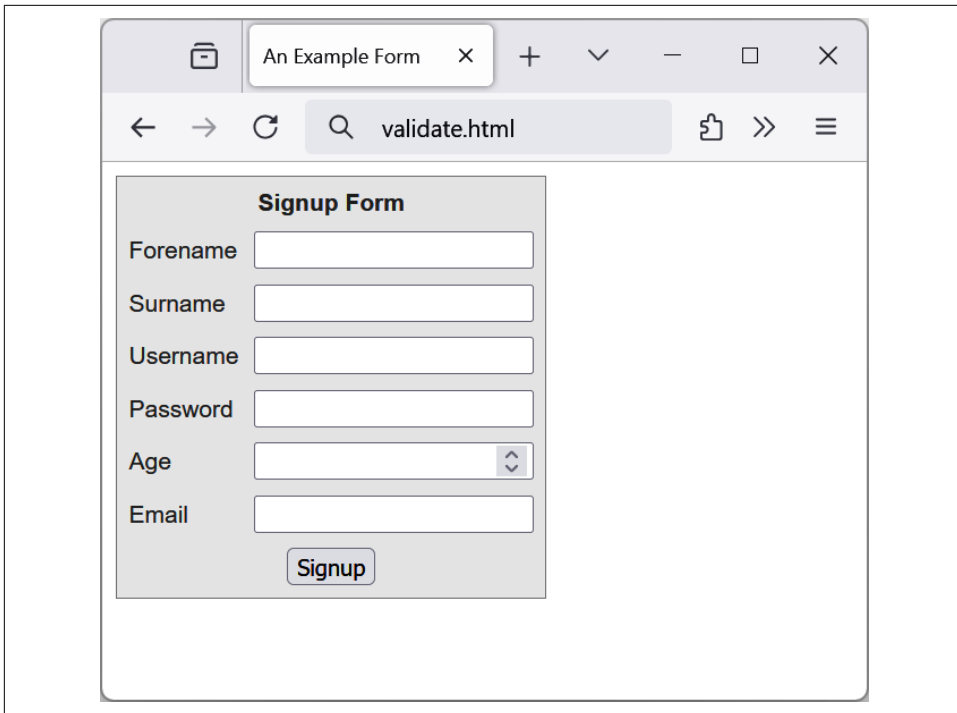 An Example Form
validate.html
Signup Form
Forename
Surname
Username
Password
Age
Email
Signup